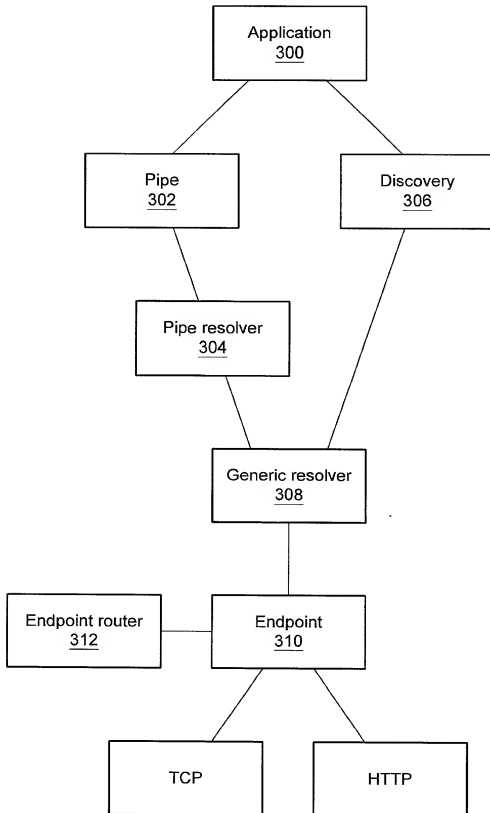 Application
300
Pipe
302
Discovery
306
Pipe resolver
304
Generic resolver
308
Endpoint router
312
Endpoint
310
TCP
HTTP